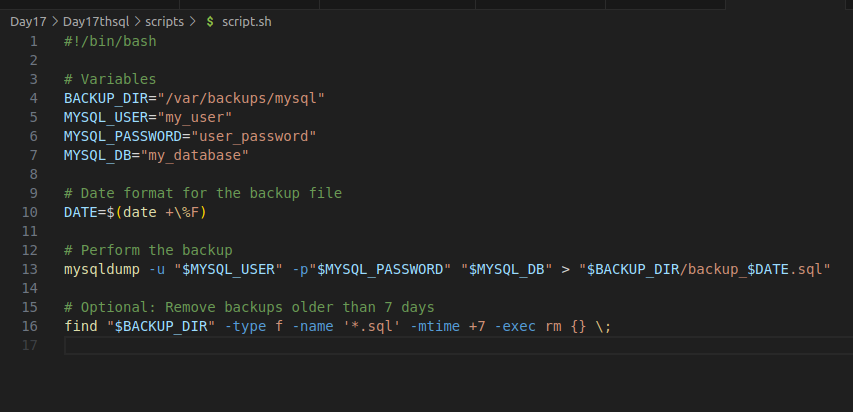 Day17 > Day17thsql > scripts > $ script.sh
1 #!/bin/bash
2
3 # Variables
4 BACKUP_DIR="/var/backups/mysql"
5 MYSQL_USER="my_user"
6 MYSQL_PASSWORD="user_password"
7 MYSQL_DB="my_database"
8
9 # Date format for the backup file
10 DATE=$(date +\%F)
11
12 # Perform the backup
13 mysqldump -u "$MYSQL_USER" -p"$MYSQL_PASSWORD" "$MYSQL_DB" > "$BACKUP_DIR/backup_$DATE.sql"
14
15 # Optional: Remove backups older than 7 days
16 find "$BACKUP_DIR" -type f -name '*.sql' -mtime +7 -exec rm {} \;
17